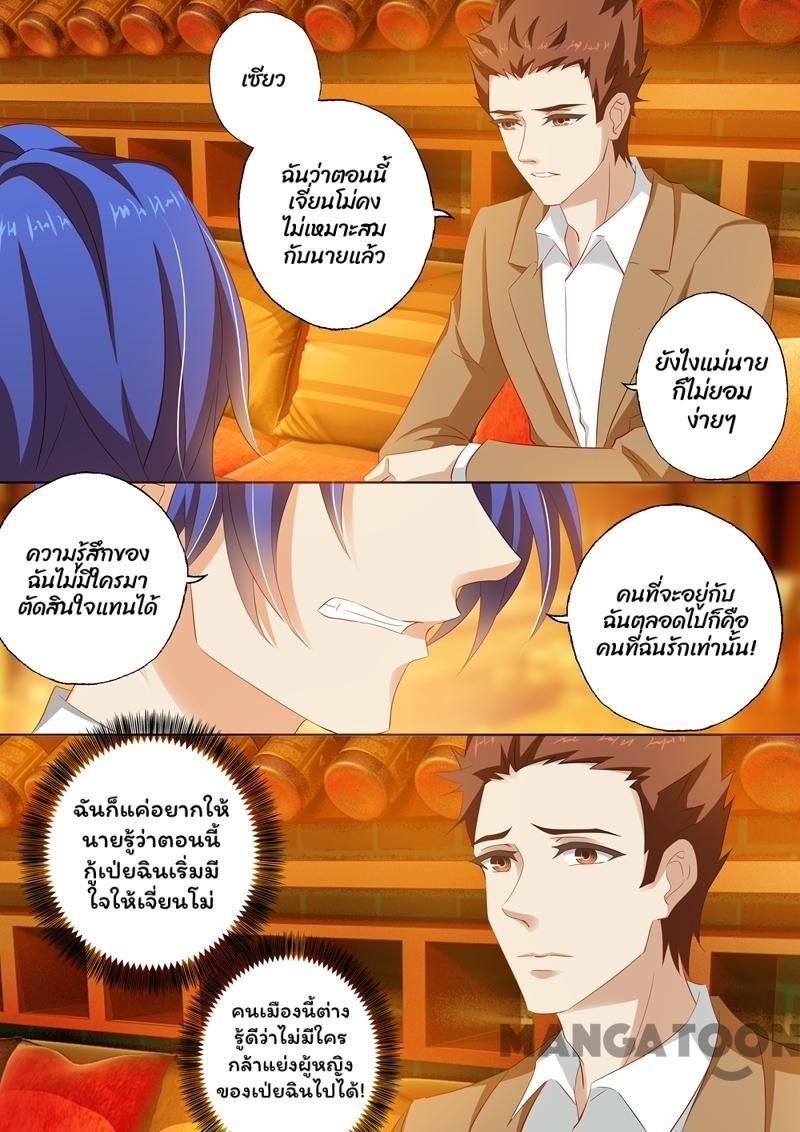 เซียว
ฉันว่าตอนนี้
เจี่ยนโม่คง
ไม่เหมาะสม
กับนายแล้ว
ยังไงแม่นาย
ก็ไม่ยอม
ง่ายๆ
ความรู้สึกของ
ฉันไม่มีใครมา
ตัดสินใจแทนได้
คนที่จะอยู่กับ
ฉันตลอดไปก็คือ
คนที่ฉันรักเท่านั้น!
ฉันก็แค่อยากให้
นายรู้ว่าตอนนี้
กู้เป่ยฉินเริ่มมี
ใจให้เจี่ยนโม่
คนเมืองนี้ต่าง
รู้ดีว่าไม่มีใคร
กล้าแย่งผู้หญิง
ของเป่ยฉินไปได้!
MANGATOON